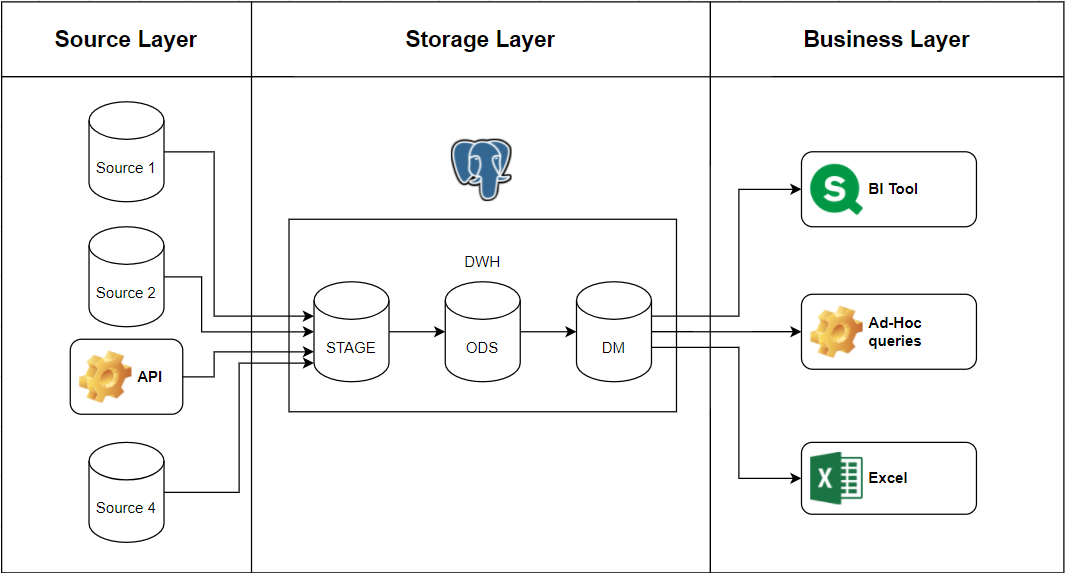 Source Layer
Storage Layer
Business Layer
Source 1
Source 2
API
Source 4
DWH
STAGE
ODS
DM
S
BI Tool
Ad-Hoc
queries
X
Excel